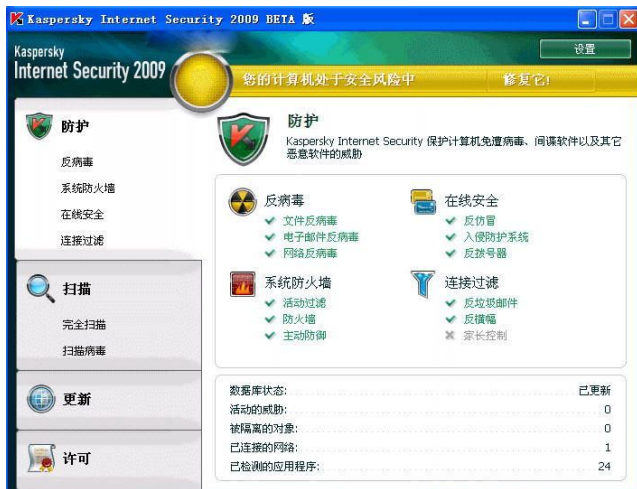 Kaspersky Internet Security 2009 BETA 版
Kaspersky
Internet Security 2009
设置
您的计算机处于安全风险中
修复它!
防护
反病毒
系统防火墙
在线安全
连接过滤
扫描
完全扫描
扫描病毒
更新
许可
防护
Kaspersky Internet Security 保护计算机免遭病毒、间谍软件以及其它
恶意软件的威胁
反病毒
文件反病毒
电子邮件反病毒
网络反病毒
在线安全
反仿冒
入侵防护系统
反拨号器
系统防火墙
活动过滤
防火墙
主动防御
连接过滤
反垃圾邮件
反横幅
家长控制
数据库状态: 已更新
活动的威胁: 0
被隔离的对象: 0
已连接的网络: 1
已检测的应用程序: 24